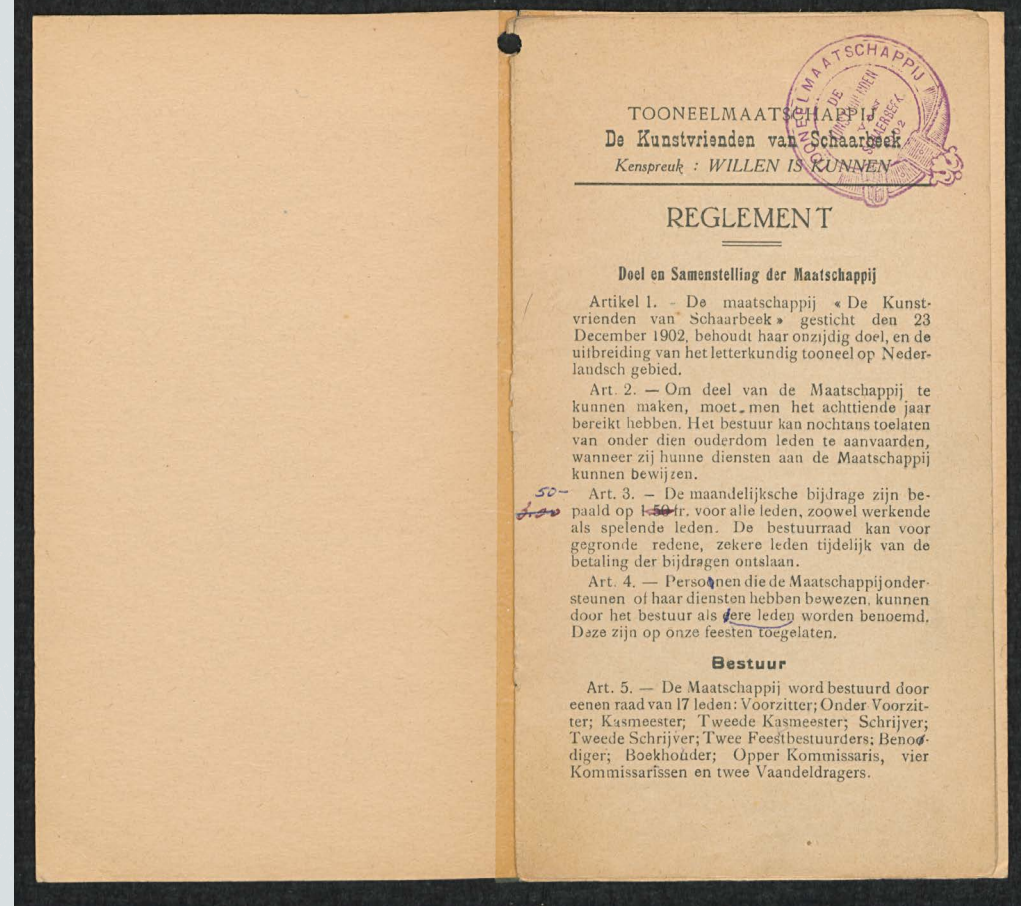 TOONEELMAATSCHAPPIJ
DE
SCHAERBEEK
1902
TOONEELMAATSCHAPPIJ
De Kunstvrienden van Schaarbeek
Kenspreuk : WILLEN IS KUNNEN
REGLEMENT
Doel en Samenstelling der Maatschappij
Artikel 1. - De maatschappij « De Kunst-
vrienden van Schaarbeek » gesticht den 23
December 1902, behoudt haar onzijdig doel, en de
uitbreiding van het letterkundig tooneel op Neder-
landsch gebied.
Art. 2. — Om deel van de Maatschappij te
kunnen maken, moet men het achttiende jaar
bereikt hebben. Het bestuur kan nochtans toelaten
van onder dien ouderdom leden te aanvaarden,
wanneer zij hunne diensten aan de Maatschappij
kunnen bewijzen.
50-
Art. 3. — De maandelijksche bijdrage zijn be-
paald op 1.50 fr. voor alle leden, zoowel werkende
als spelende leden. De bestuurraad kan voor
gegronde redene, zekere leden tijdelijk van de
betaling der bijdragen ontslaan.
Art. 4. — Persoonen die de Maatschappij onder-
steunen of haar diensten hebben bewezen, kunnen
door het bestuur als eere leden worden benoemd.
Deze zijn op onze feesten toegelaten.
Bestuur
Art. 5. — De Maatschappij word bestuurd door
eenen raad van 17 leden: Voorzitter; Onder Voorzit-
ter; Kasmeester; Tweede Kasmeester; Schrijver;
Tweede Schrijver; Twee Feestbestuurders; Benoo-
diger; Boekhouder; Opper Kommissaris, vier
Kommissarissen en twee Vaandeldragers.